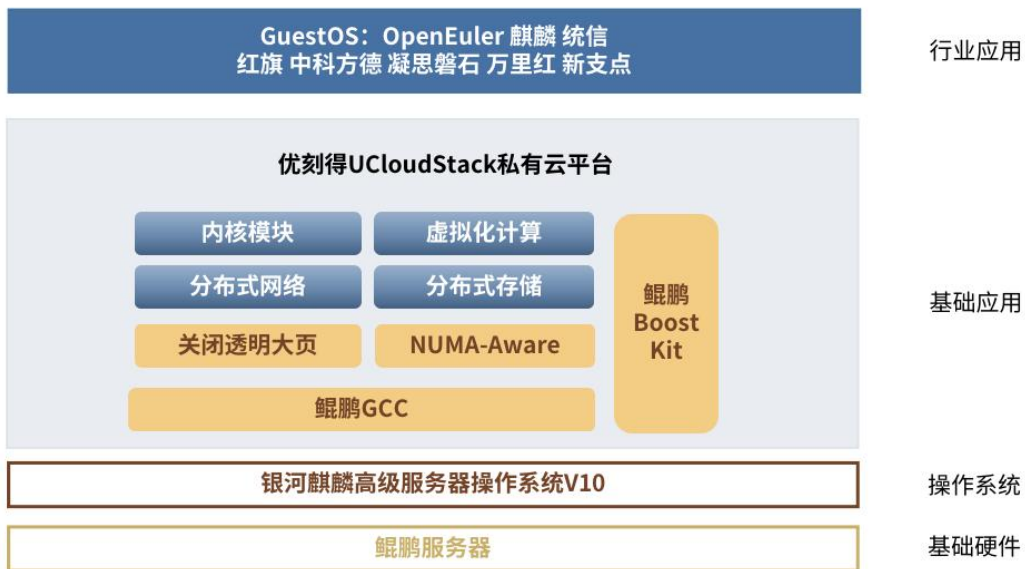 GuestOS：OpenEuler 麒麟 统信
红旗 中科方德 凝思磐石 万里红 新支点
行业应用
优刻得UCloudStack私有云平台
内核模块
虚拟化计算
分布式网络
分布式存储
关闭透明大页
NUMA-Aware
鲲鹏GCC
鲲鹏
Boost
Kit
基础应用
银河麒麟高级服务器操作系统V10
操作系统
鲲鹏服务器
基础硬件